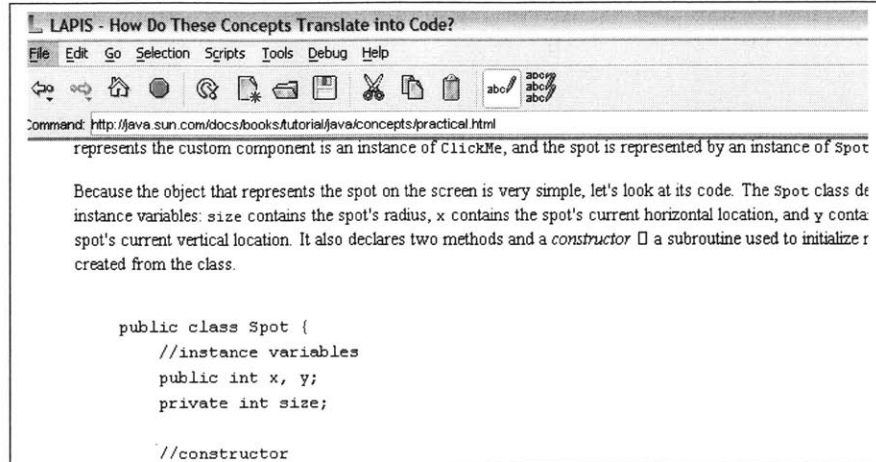 LAPIS - How Do These Concepts Translate into Code?
File Edit Go Selection Scripts Tools Debug Help
abc abc
abc
abc
Command: http://java.sun.com/docs/books/tutorial/java/concepts/practical.html
represents the custom component is an instance of ClickMe, and the spot is represented by an instance of Spot
Because the object that represents the spot on the screen is very simple, let's look at its code. The Spot class de
instance variables: size contains the spot's radius, x contains the spot's current horizontal location, and y conta
spot's current vertical location. It also declares two methods and a constructor □ a subroutine used to initialize
created from the class.
public class Spot {
//instance variables
public int x, y;
private int size;
//constructor